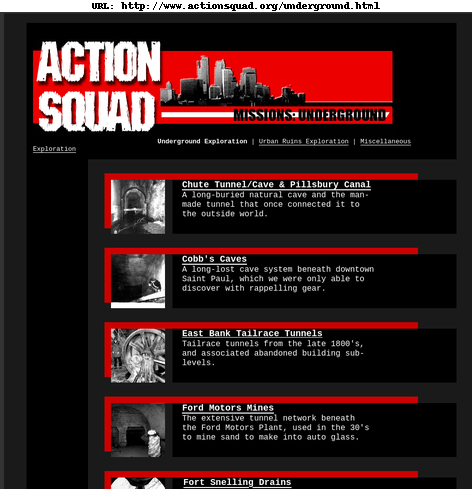 URL: http://www.actionsquad.org/underground.html
ACTION
SQUAD
MISSIONS: UNDERGROUND
Underground Exploration | Urban Ruins Exploration | Miscellaneous
Exploration
Chute Tunnel/Cave & Pillsbury Canal
A long-buried natural cave and the man-
made tunnel that once connected it to
the outside world.
Cobb's Caves
A long-lost cave system beneath downtown
Saint Paul, which we were only able to
discover with rappelling gear.
East Bank Tailrace Tunnels
Tailrace tunnels from the late 1800's,
and associated abandoned building sub-
levels.
Ford Motors Mines
The extensive tunnel network beneath
the Ford Motors Plant, used in the 30's
to mine sand to make into auto glass.
Fort Snelling Drains